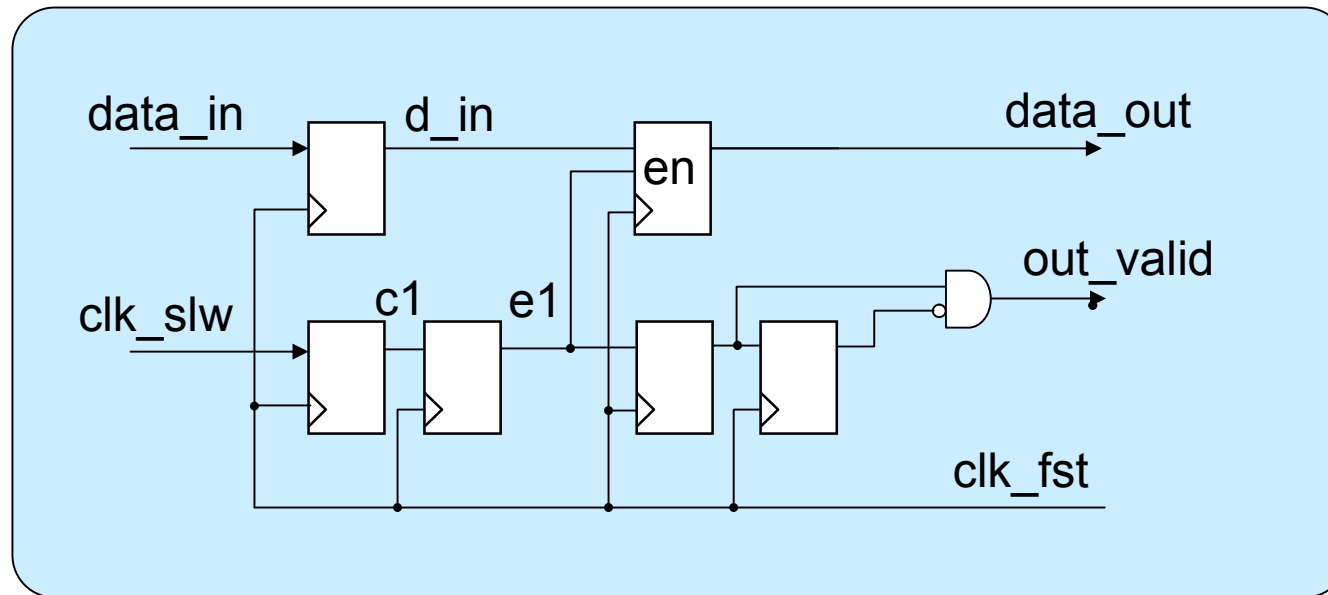 data_in
d_in
data_out
en
out_valid
c1
e1
clk_slw
clk_fst